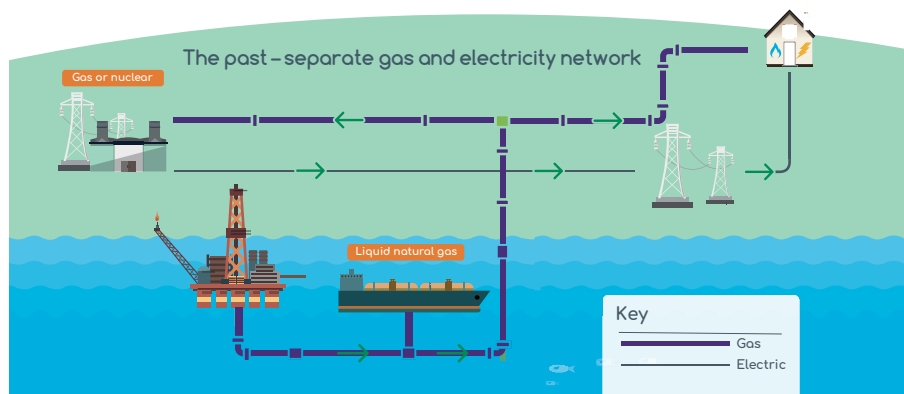 The past – separate gas and electricity network
Gas or nuclear
Liquid natural gas
Key
Gas
Electric